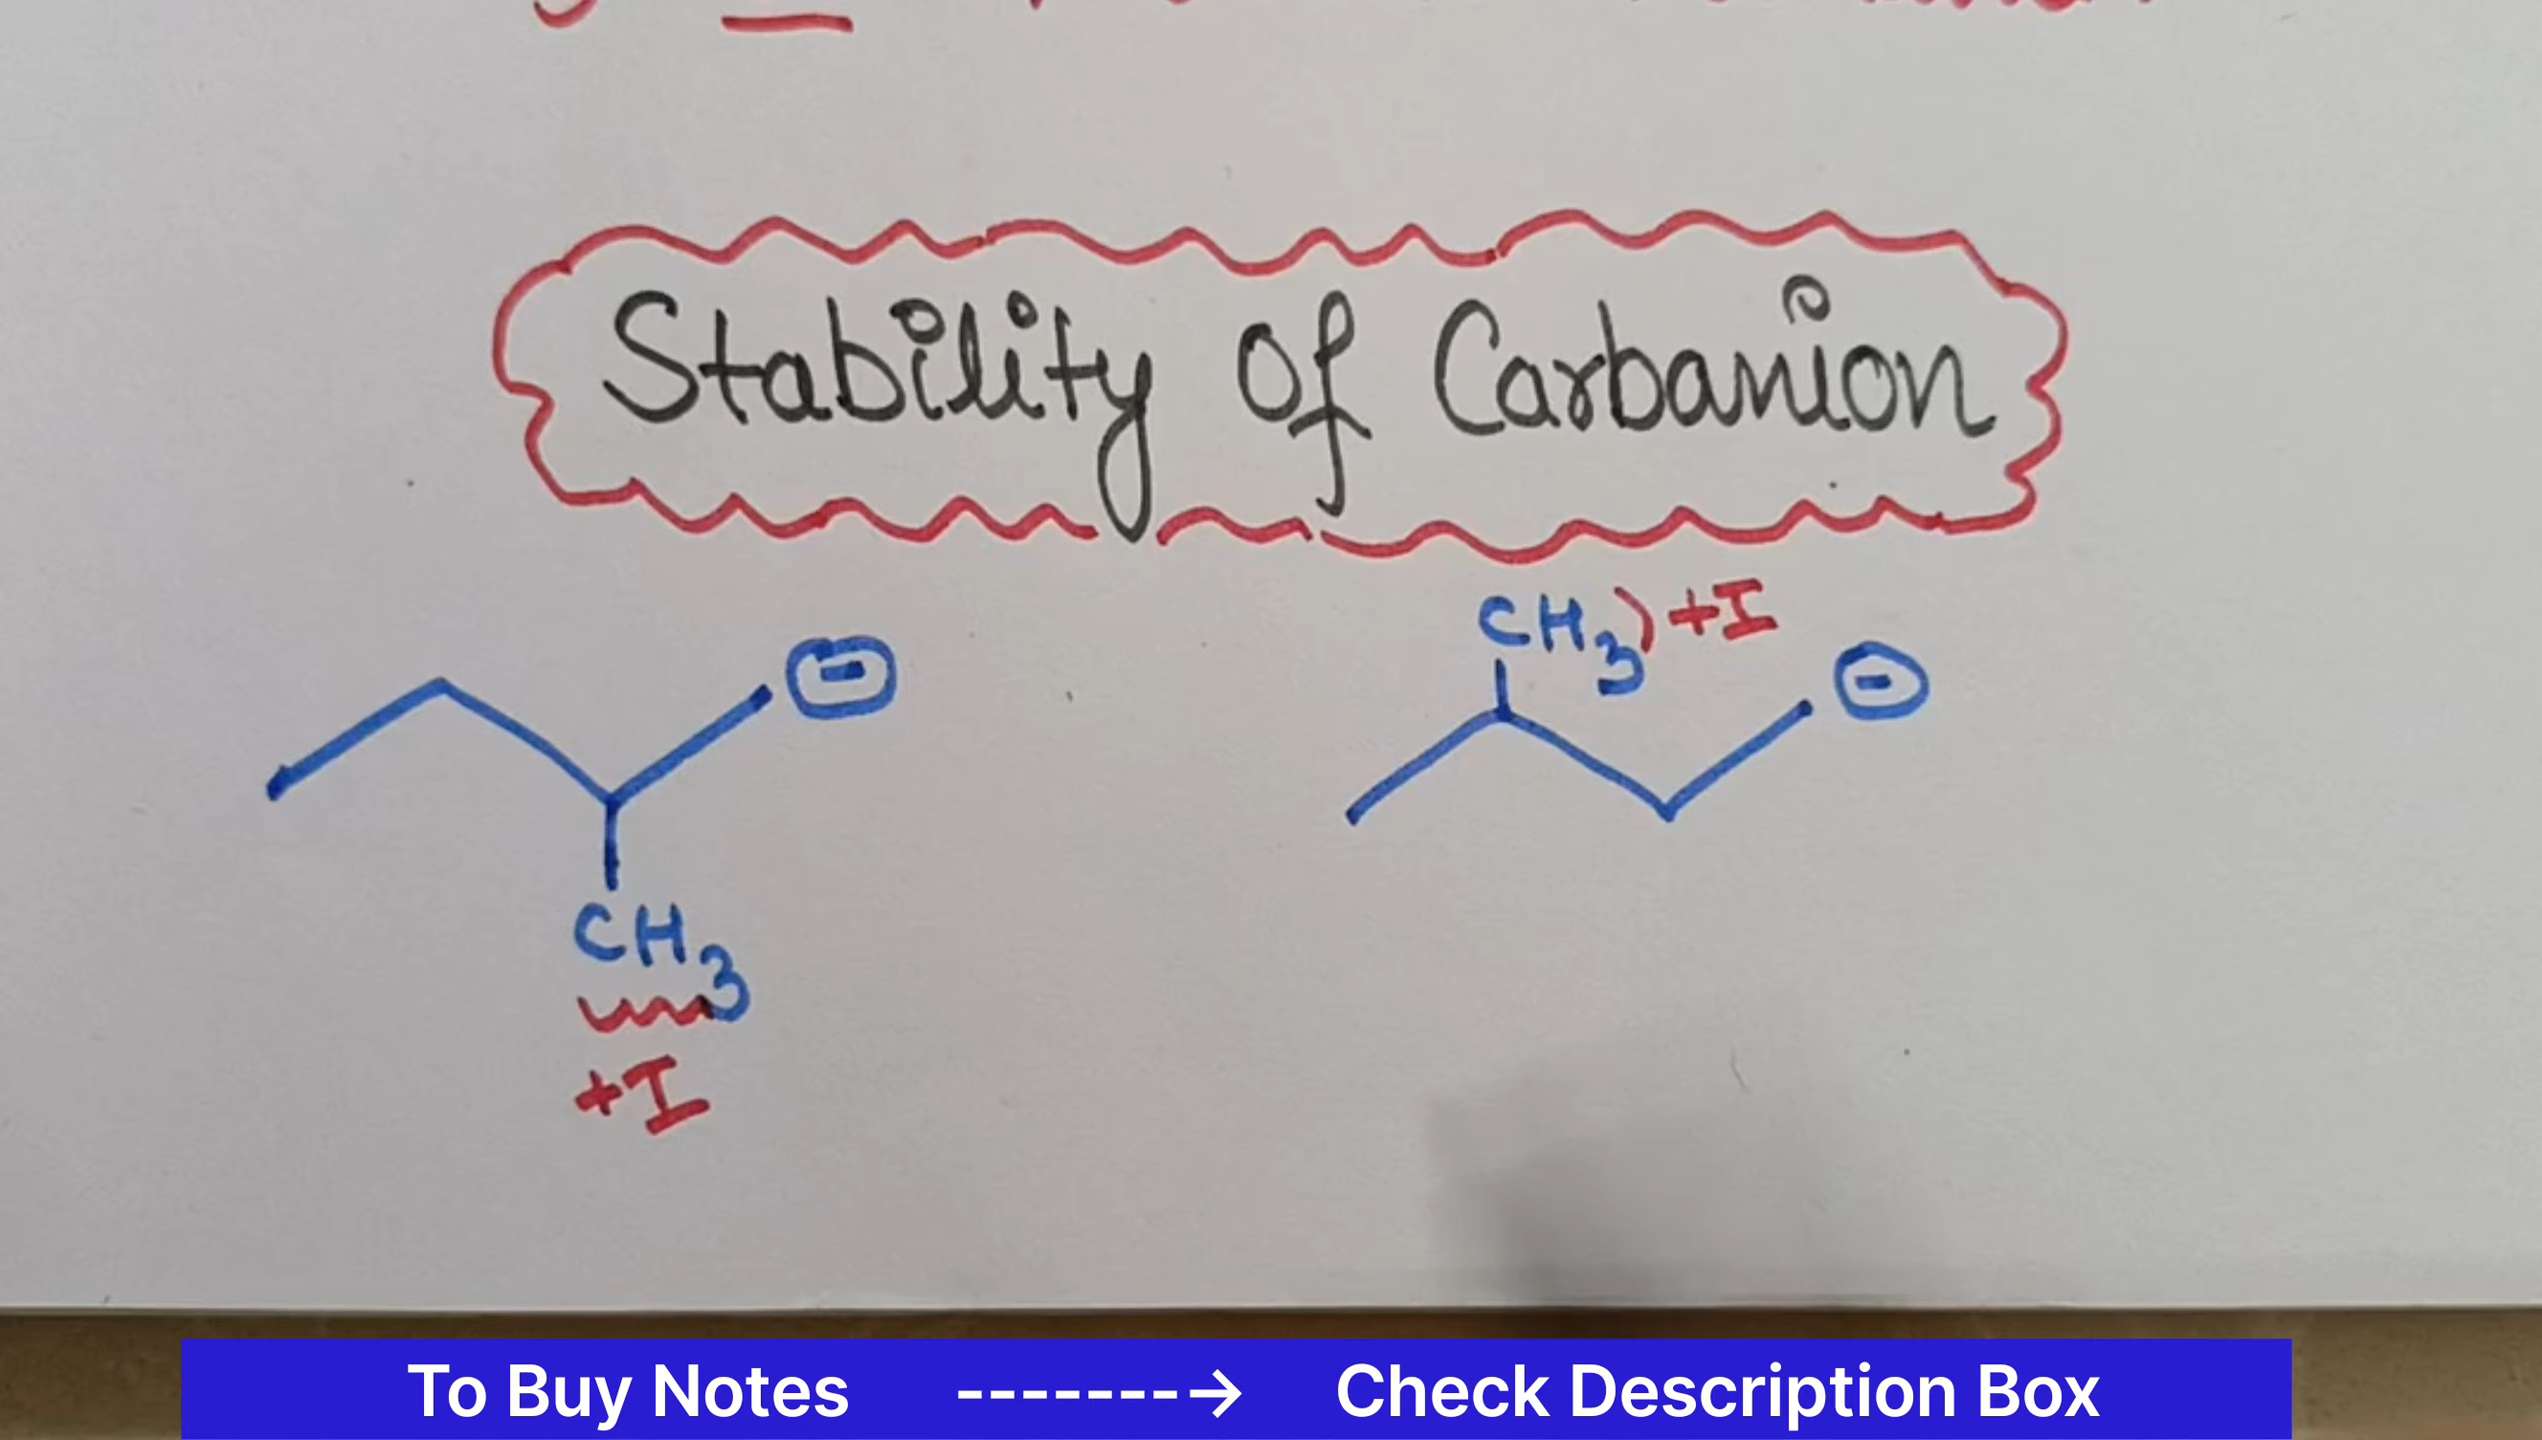 Stability Of Carbanion
CH3 ) +I
⊖
⊖
CH3
+I
To Buy Notes -------→ Check Description Box